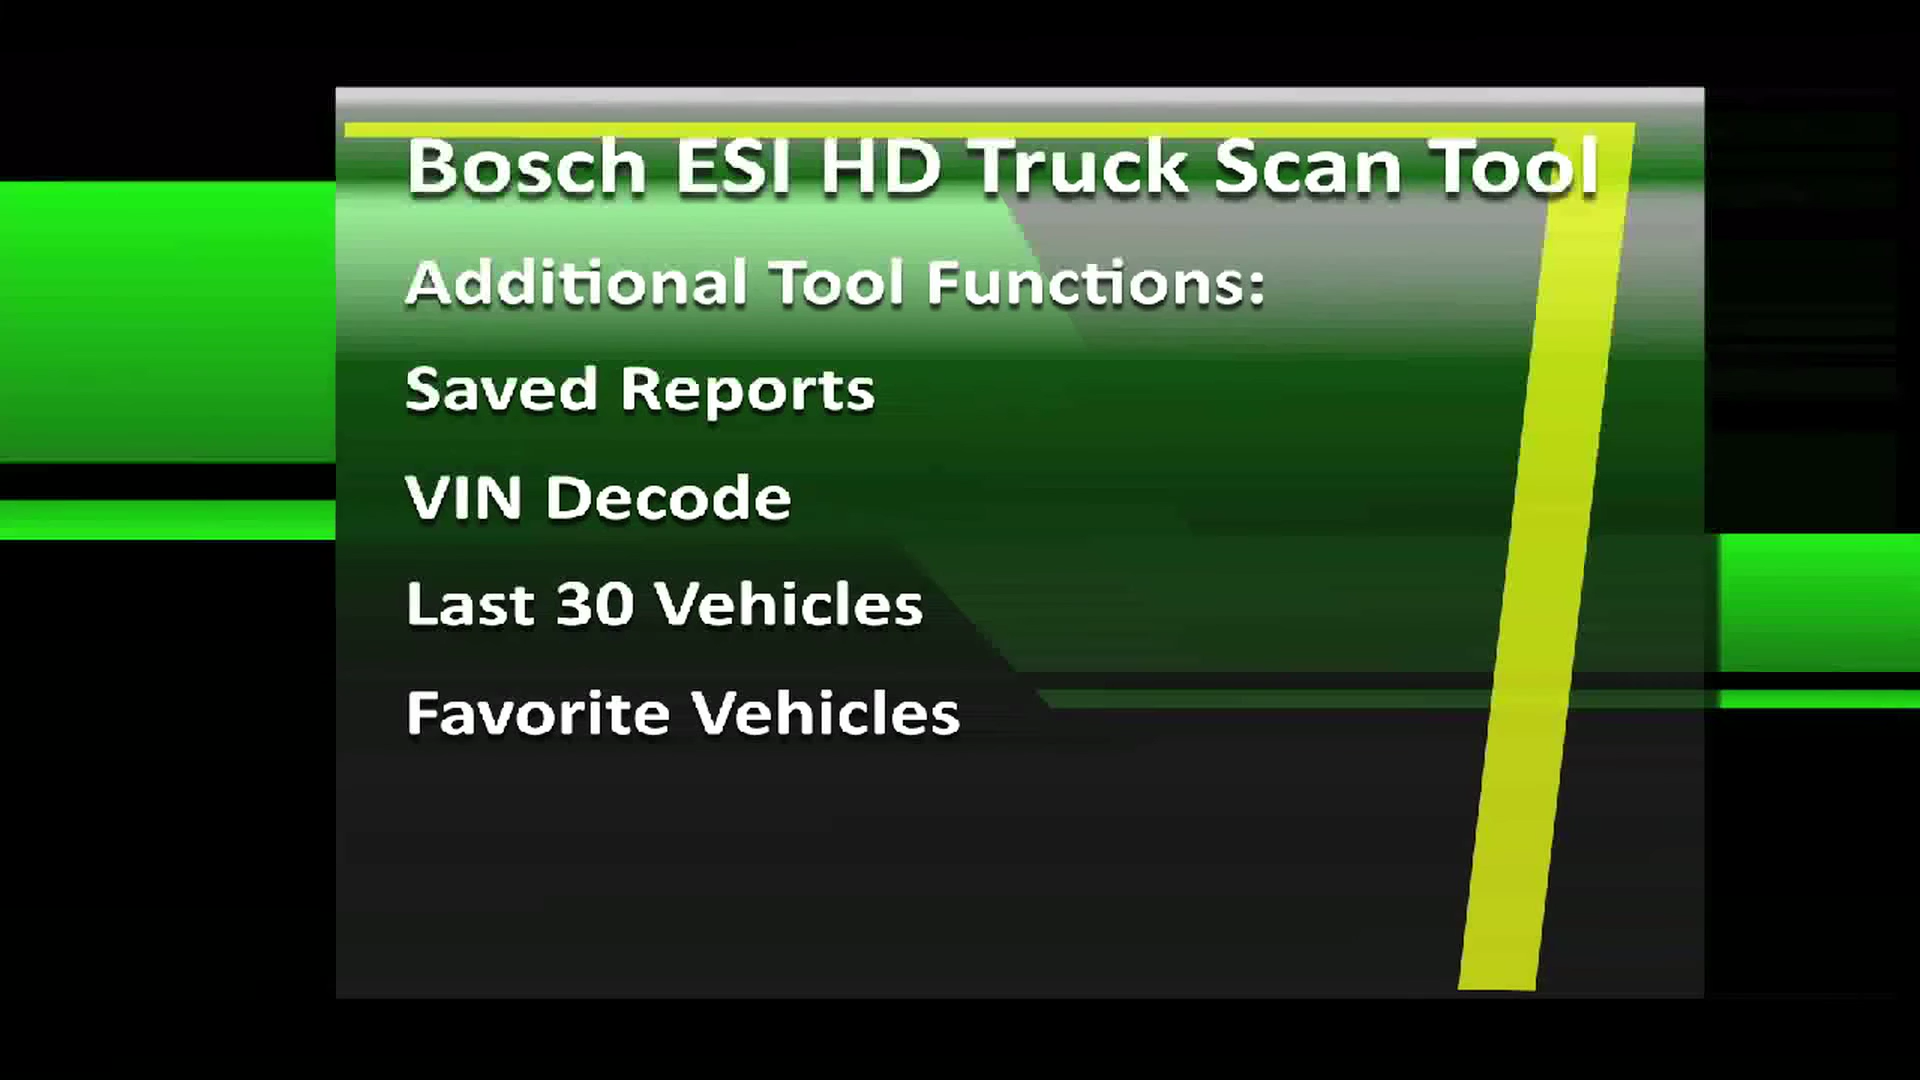 Bosch ESI HD Truck Scan Tool
Additional Tool Functions:
Saved Reports
VIN Decode
Last 30 Vehicles
Favorite Vehicles